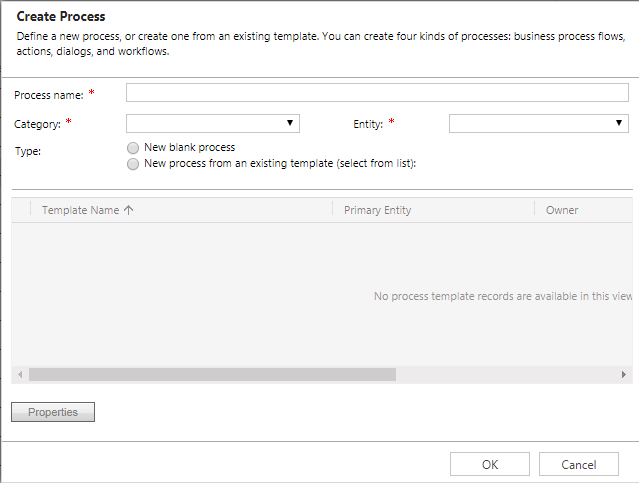 Create Process
Define a new process, or create one from an existing template. You can create four kinds of processes: business process flows,
actions, dialogs, and workflows.
Process name: *
Category: * Entity: *
Type: New blank process
New process from an existing template (select from list):
Template Name Primary Entity Owner
No process template records are available in this view
Properties
OK Cancel